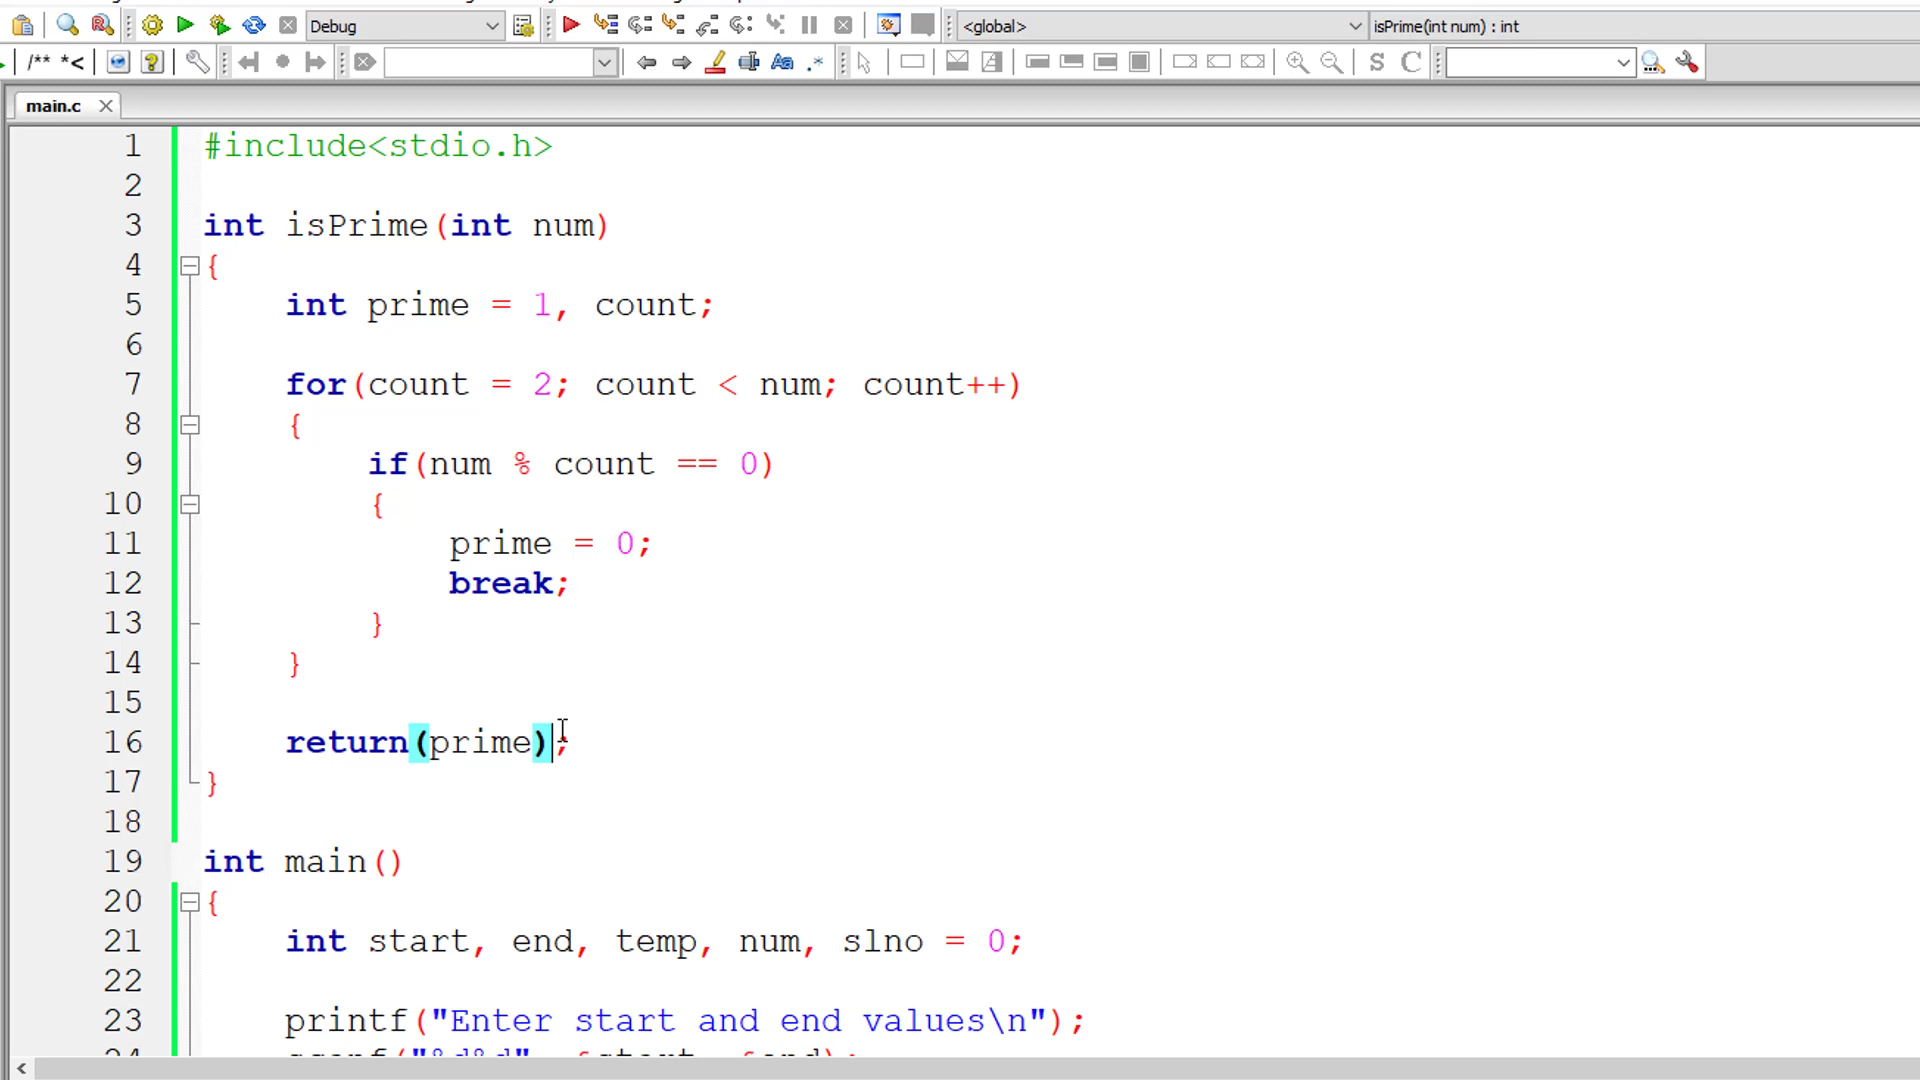 Debug
<global>
isPrime(int num) : int
/** *<
Aa .*
S C
main.c
1 #include<stdio.h>
2
3 int isPrime(int num)
4 {
5 int prime = 1, count;
6
7 for(count = 2; count < num; count++)
8 {
9 if(num % count == 0)
10 {
11 prime = 0;
12 break;
13 }
14 }
15
16 return(prime);
17 }
18
19 int main()
20 {
21 int start, end, temp, num, slno = 0;
22
23 printf("Enter start and end values\n");